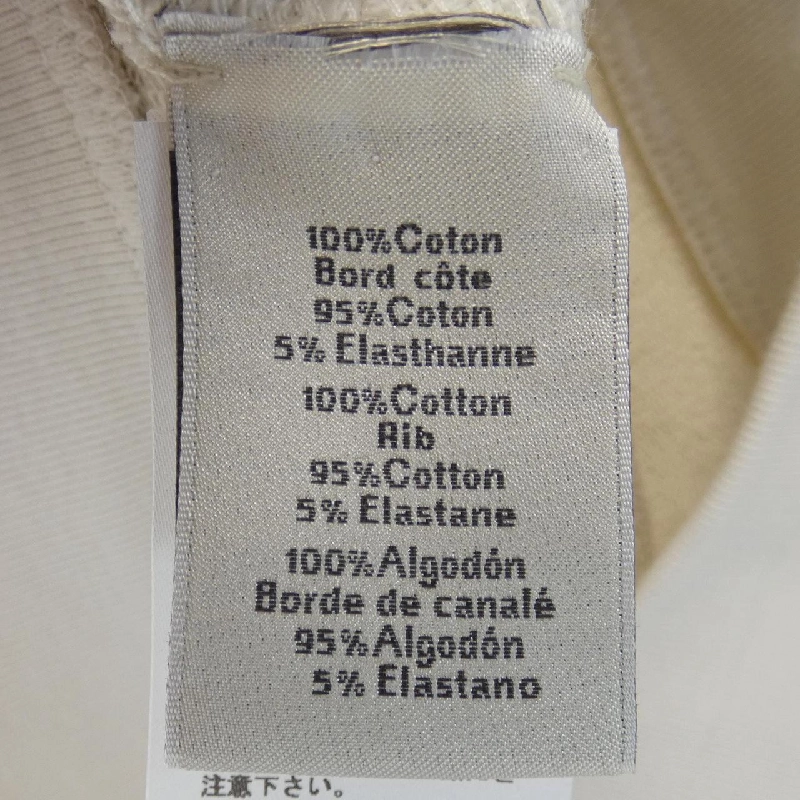 100%Coton
Bord côte
95%Coton
5% Elasthanne
100%Cotton
Rib
95%Cotton
5% Elastane
100%Algodón
Borde de canalé
95%Algodón
5% Elastano
注意下さい。